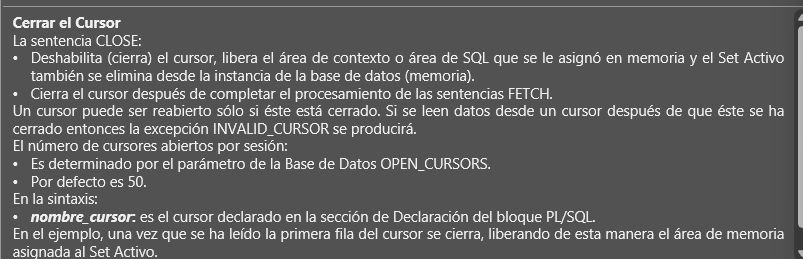 Cerrar el Cursor
La sentencia CLOSE:
• Deshabilita (cierra) el cursor, libera el área de contexto o área de SQL que se le asignó en memoria y el Set Activo
también se elimina desde la instancia de la base de datos (memoria).
• Cierra el cursor después de completar el procesamiento de las sentencias FETCH.
Un cursor puede ser reabierto sólo si éste está cerrado. Si se leen datos desde un cursor después de que éste se ha
cerrado entonces la excepción INVALID_CURSOR se producirá.
El número de cursores abiertos por sesión:
• Es determinado por el parámetro de la Base de Datos OPEN_CURSORS.
• Por defecto es 50.
En la sintaxis:
• nombre_cursor: es el cursor declarado en la sección de Declaración del bloque PL/SQL.
En el ejemplo, una vez que se ha leído la primera fila del cursor se cierra, liberando de esta manera el área de memoria
asignada al Set Activo.